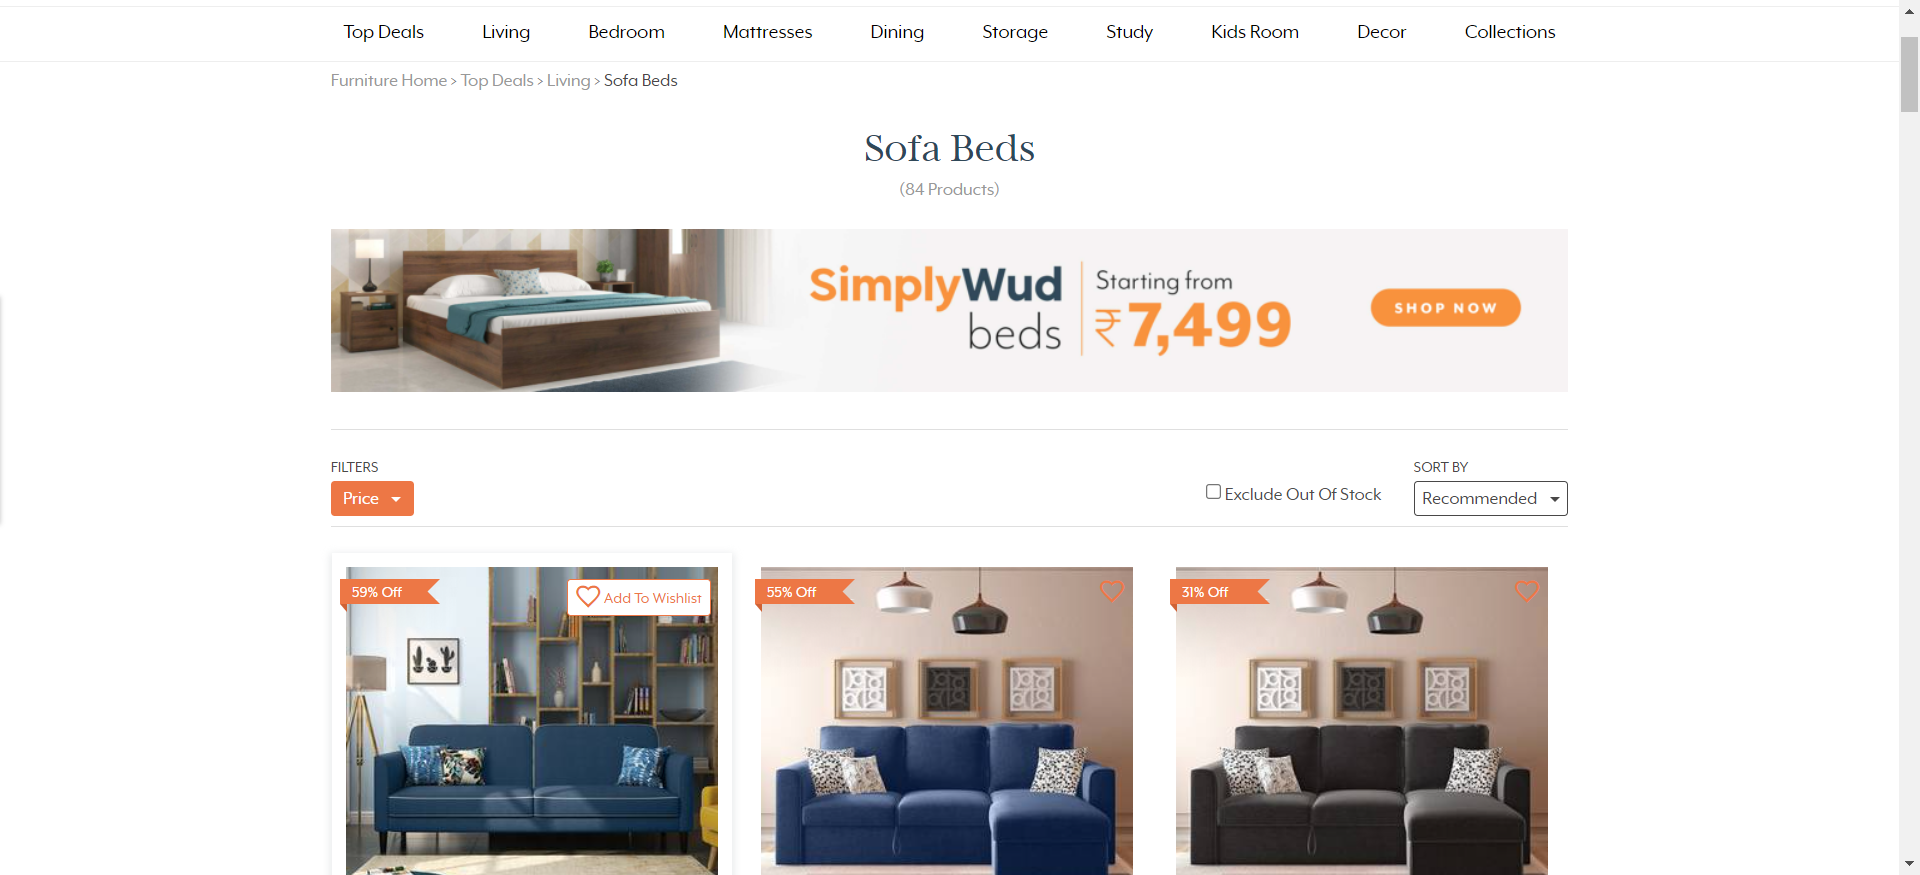 Top Deals Living Bedroom Mattresses Dining Storage Study Kids Room Decor Collections
Furniture Home > Top Deals > Living > Sofa Beds
Sofa Beds
(84 Products)
SimplyWud
beds
Starting from
₹7,499
SHOP NOW
FILTERS
Price
Exclude Out Of Stock
SORT BY
Recommended
59% Off
Add To Wishlist
55% Off
31% Off